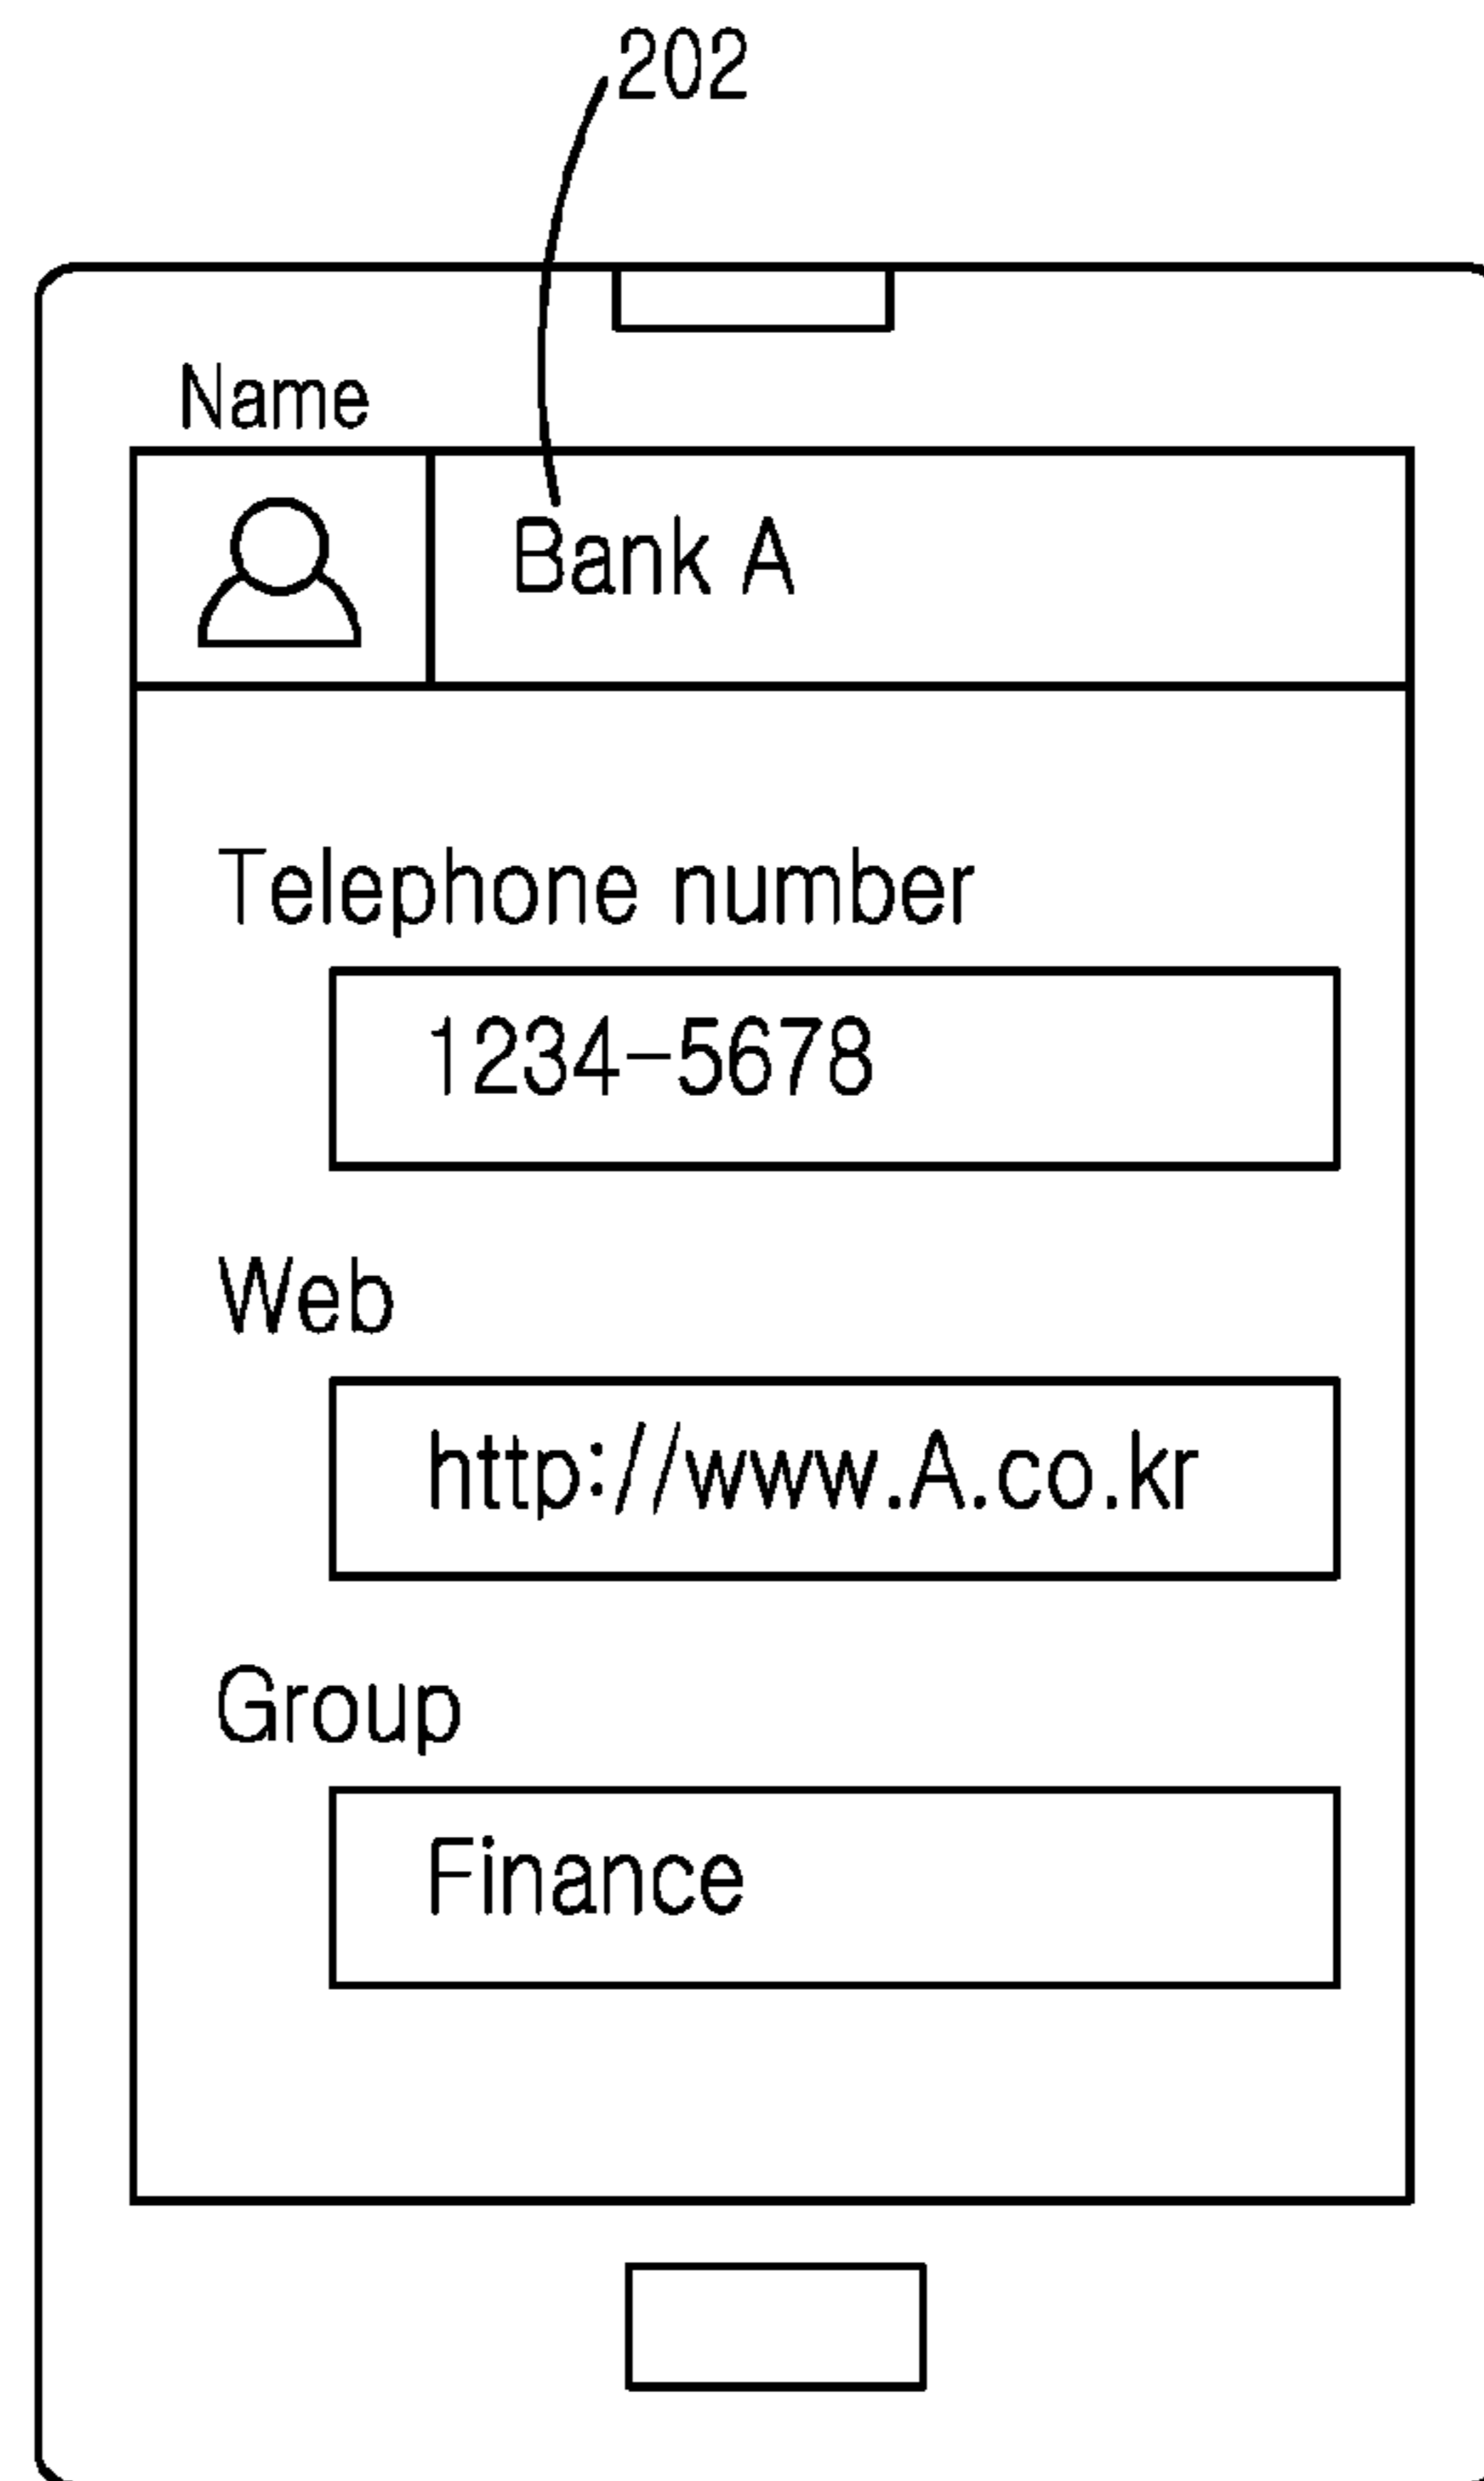 202
Name
Bank A
Telephone number
1234-5678
Web
http://www.A.co.kr
Group
Finance